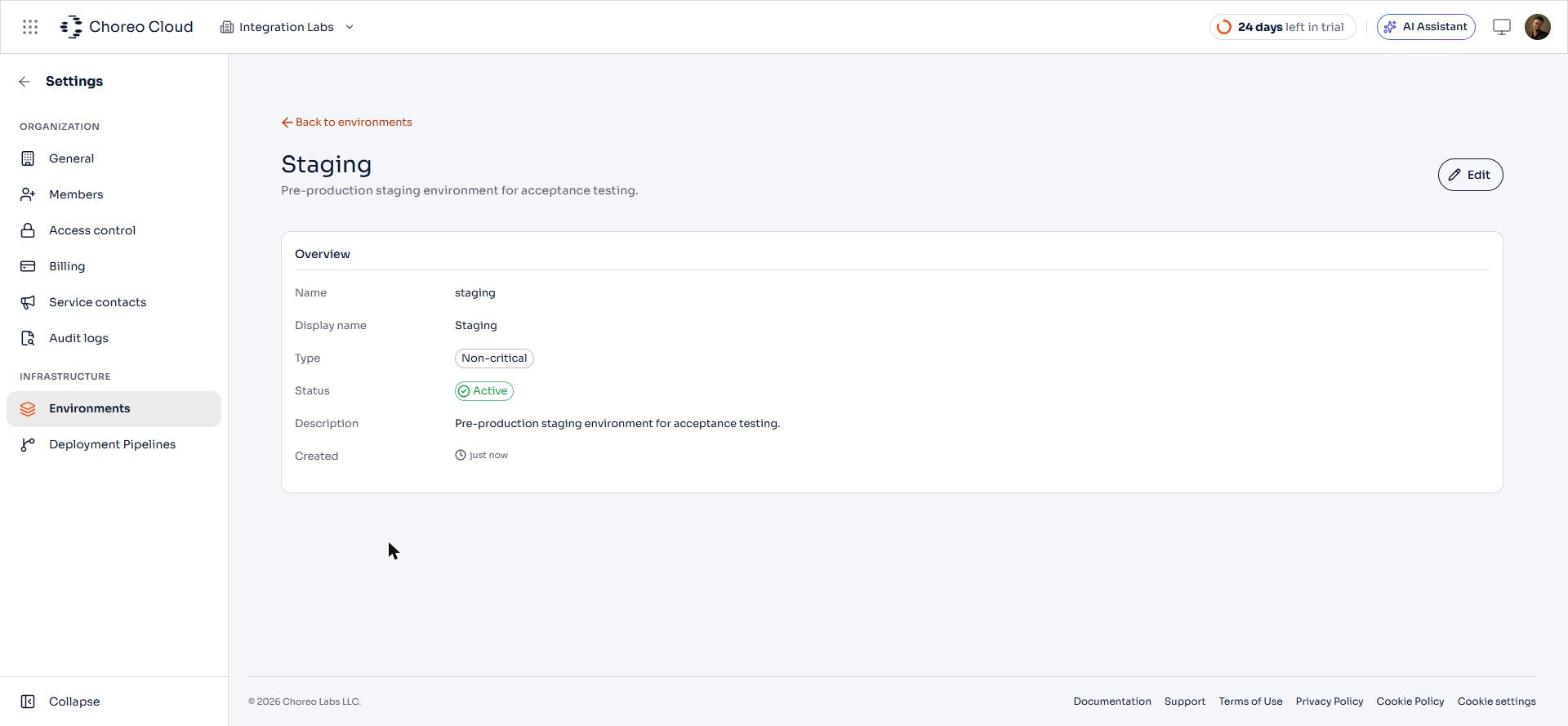 Choreo Cloud
Integration Labs
24 days left in trial
AI Assistant
Settings
ORGANIZATION
General
Members
Access control
Billing
Service contacts
Audit logs
INFRASTRUCTURE
Environments
Deployment Pipelines
Collapse
Back to environments
Staging
Pre-production staging environment for acceptance testing.
Edit
Overview
Name staging
Display name Staging
Type Non-critical
Status Active
Description Pre-production staging environment for acceptance testing.
Created just now
© 2026 Choreo Labs LLC.
Documentation Support Terms of Use Privacy Policy Cookie Policy Cookie settings